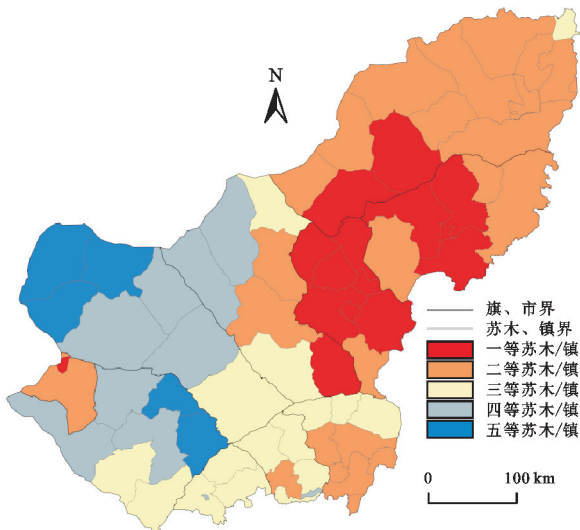 N
旗、市界
苏木、镇界
一等苏木/镇
二等苏木/镇
三等苏木/镇
四等苏木/镇
五等苏木/镇
0 100 km